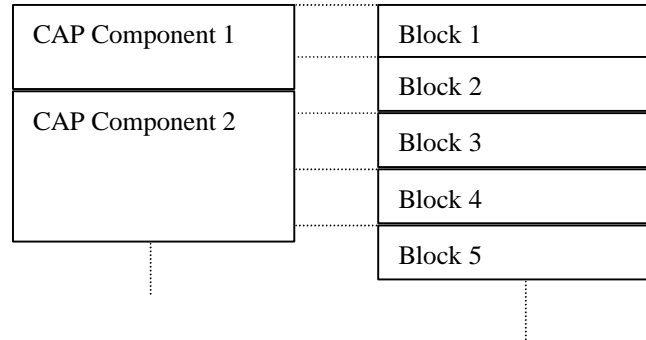 CAP Component 1
CAP Component 2
Block 1
Block 2
Block 3
Block 4
Block 5